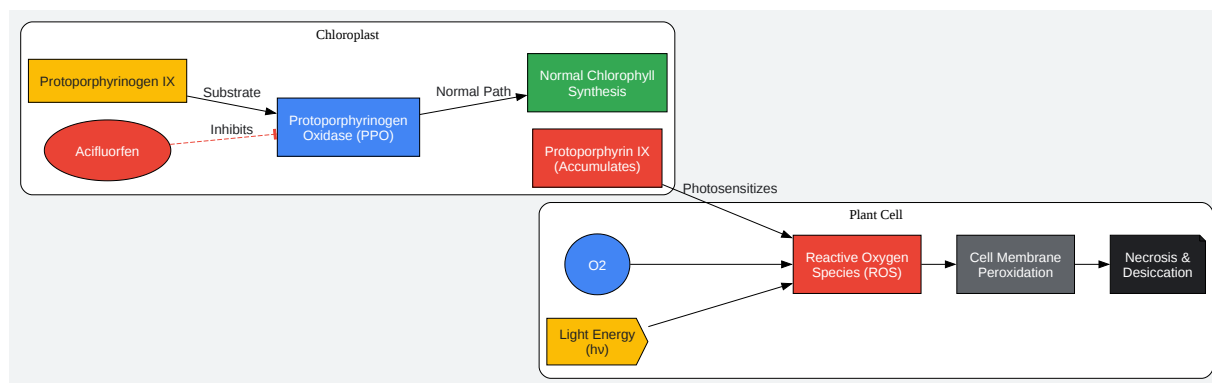 Chloroplast
Protoporphyrinogen IX
Substrate
Acifluorfen
Inhibits
Protoporphyrinogen
Oxidase (PPO)
Normal Path
Normal Chlorophyll
Synthesis
Protoporphyrin IX
(Accumulates)
Photosensitizes
Plant Cell
O2
Light Energy
(hν)
Reactive Oxygen
Species (ROS)
Cell Membrane
Peroxidation
Necrosis &
Desiccation